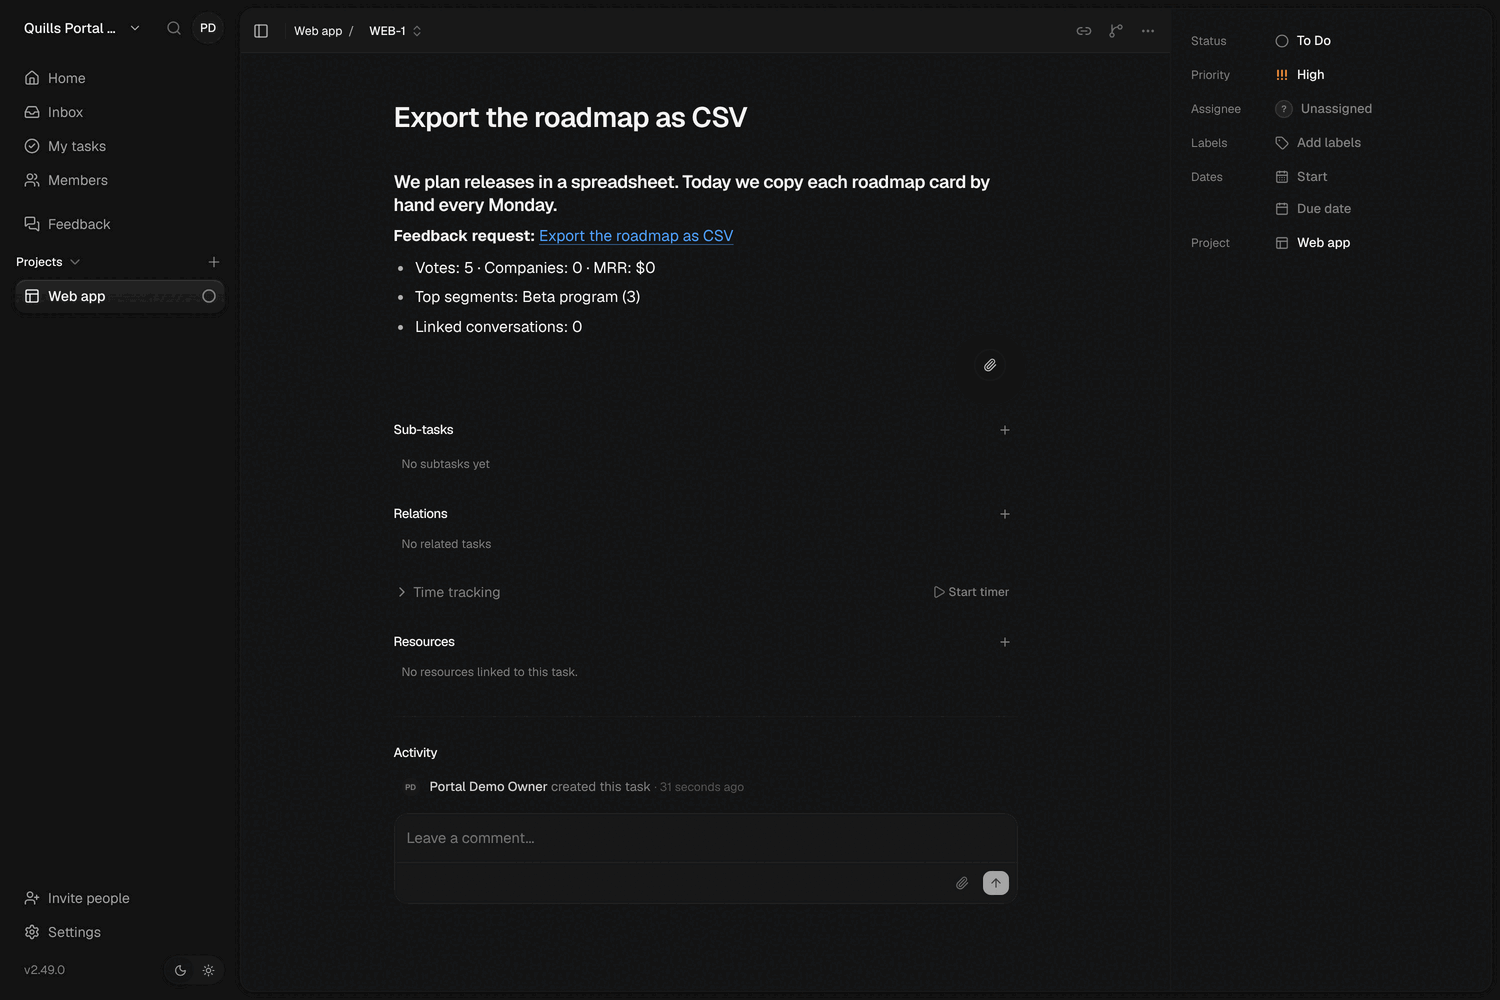 Quills Portal ...
PD
Home
Inbox
My tasks
Members
Feedback
Projects
Web app
Invite people
Settings
v2.49.0
Web app / WEB-1
Export the roadmap as CSV
We plan releases in a spreadsheet. Today we copy each roadmap card by
hand every Monday.
Feedback request: Export the roadmap as CSV
• Votes: 5 · Companies: 0 · MRR: $0
• Top segments: Beta program (3)
• Linked conversations: 0
Sub-tasks
No subtasks yet
Relations
No related tasks
Time tracking
Start timer
Resources
No resources linked to this task.
Activity
PD Portal Demo Owner created this task · 31 seconds ago
Leave a comment...
Status To Do
Priority !!! High
Assignee ? Unassigned
Labels Add labels
Dates Start
Due date
Project Web app